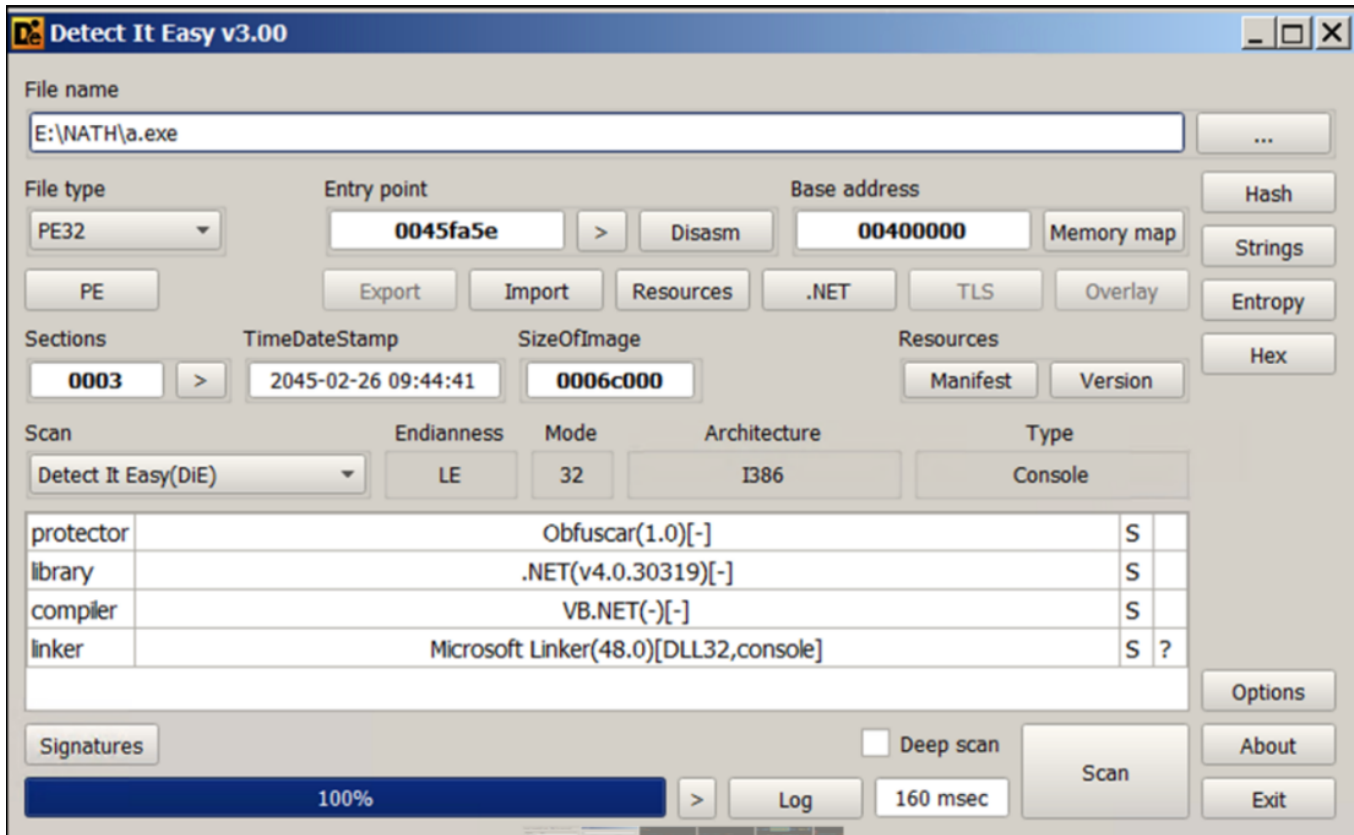 Detect It Easy v3.00
File name
E:\NATH\a.exe ...
File type Entry point Base address Hash
PE32 0045fa5e > Disasm 00400000 Memory map
Strings
PE Export Import Resources .NET TLS Overlay Entropy
Sections TimeDateStamp SizeOfImage Resources
Hex
0003 > 2045-02-26 09:44:41 0006c000 Manifest Version
Scan Endianness Mode Architecture Type
Detect It Easy(DiE) LE 32 I386 Console
protector Obfuscar(1.0)[-] S
library .NET(v4.0.30319)[-] S
compiler VB.NET(-)[-] S
linker Microsoft Linker(48.0)[DLL32,console] S ?
Options
Signatures Deep scan Scan About
100% > Log 160 msec Exit